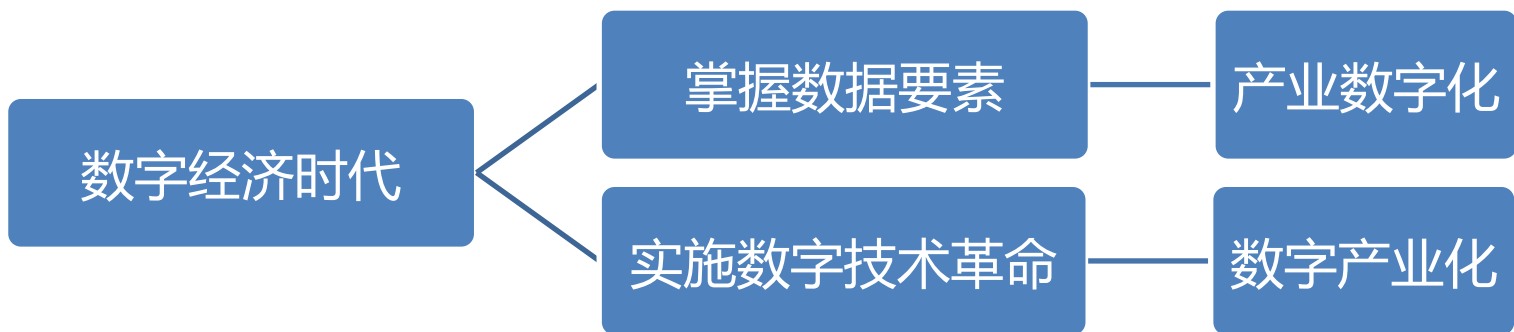 数字经济时代
掌握数据要素
产业数字化
实施数字技术革命
数字产业化